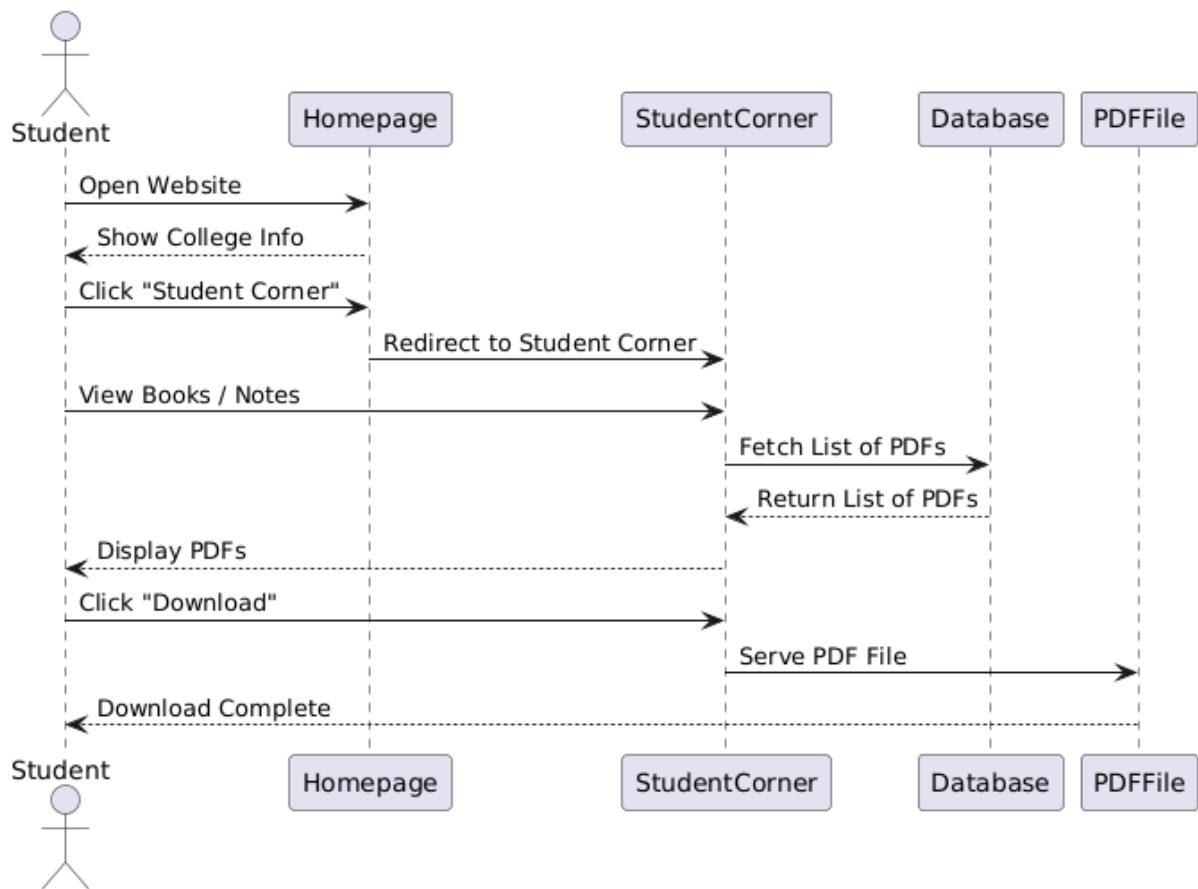 Student
Homepage
StudentCorner
Database
PDFFile
Open Website
Show College Info
Click "Student Corner"
Redirect to Student Corner
View Books / Notes
Fetch List of PDFs
Return List of PDFs
Display PDFs
Click "Download"
Serve PDF File
Download Complete
Student
Homepage
StudentCorner
Database
PDFFile